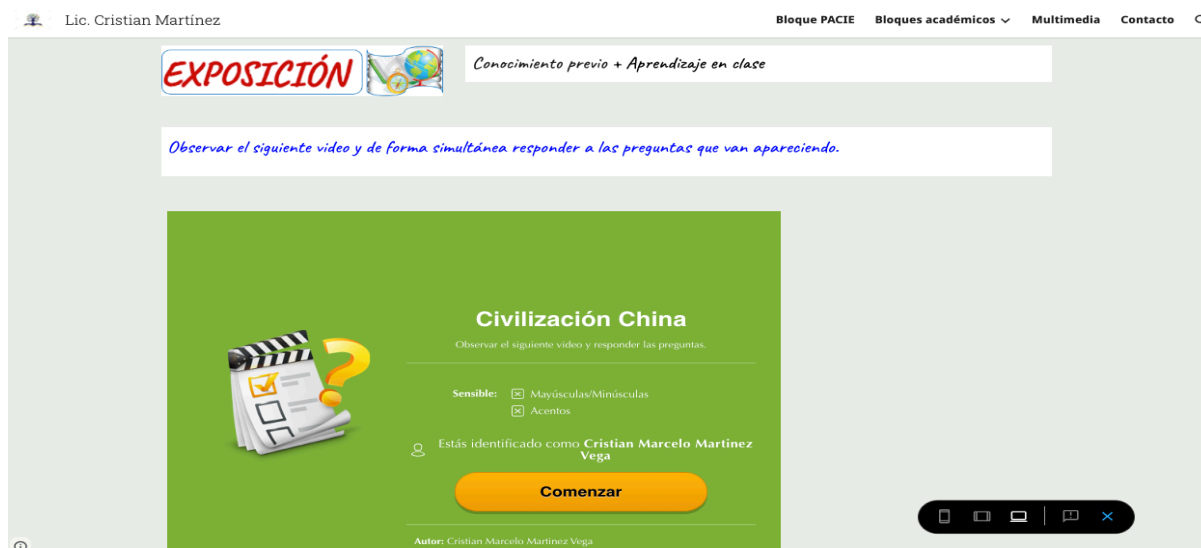 Lic. Cristian Martínez
Bloque PACIE Bloques académicos Multimedia Contacto
EXPOSICIÓN
Conocimiento previo + Aprendizaje en clase
Observar el siguiente video y de forma simultánea responder a las preguntas que van apareciendo.
Civilización China
Observar el siguiente video y responder las preguntas.
Sensible: Mayúsculas/Minúsculas
Acentos
Estás identificado como Cristian Marcelo Martinez
Vega
Comenzar
Autor: Cristian Marcelo Martinez Vega